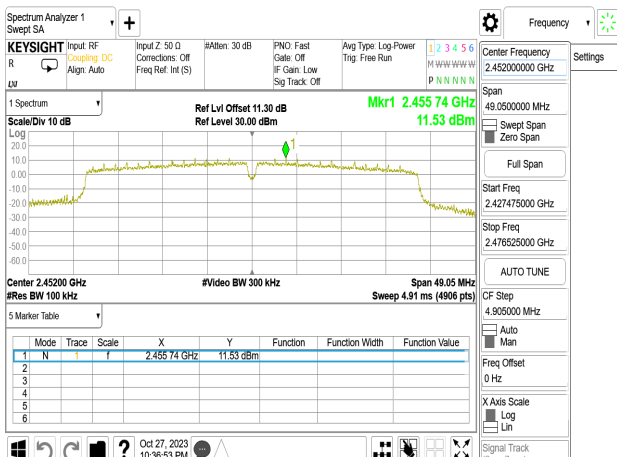 Spectrum Analyzer 1
Swept SA
Frequency
KEYSIGHT
R
LXI
Input: RF
Coupling: DC
Align: Auto
Input Z: 50 Ω
Corrections: Off
Freq Ref: Int (S)
#Atten: 30 dB
PNO: Fast
Gate: Off
IF Gain: Low
Sig Track: Off
Avg Type: Log-Power
Trig: Free Run
1 2 3 4 5 6
M W W W W W
P N N N N N
1 Spectrum
Scale/Div 10 dB
Ref Lvl Offset 11.30 dB
Ref Level 30.00 dBm
Mkr1 2.455 74 GHz
11.53 dBm
Log
1
20.0
10.0
0.00
-10.0
-20.0
-30.0
-40.0
-50.0
-60.0
Center 2.45200 GHz
#Res BW 100 kHz
#Video BW 300 kHz
Span 49.05 MHz
Sweep 4.91 ms (4906 pts)
5 Marker Table
Mode Trace Scale X Y Function Function Width Function Value
1 N 1 f 2.455 74 GHz 11.53 dBm
2
3
4
5
6
?
Oct 27, 2023
10:36:53 PM
Center Frequency
2.452000000 GHz
Span
49.0500000 MHz
Swept Span
Zero Span
Full Span
Start Freq
2.427475000 GHz
Stop Freq
2.476525000 GHz
AUTO TUNE
CF Step
4.905000 MHz
Auto
Man
Freq Offset
0 Hz
X Axis Scale
Log
Lin
Signal Track
Settings